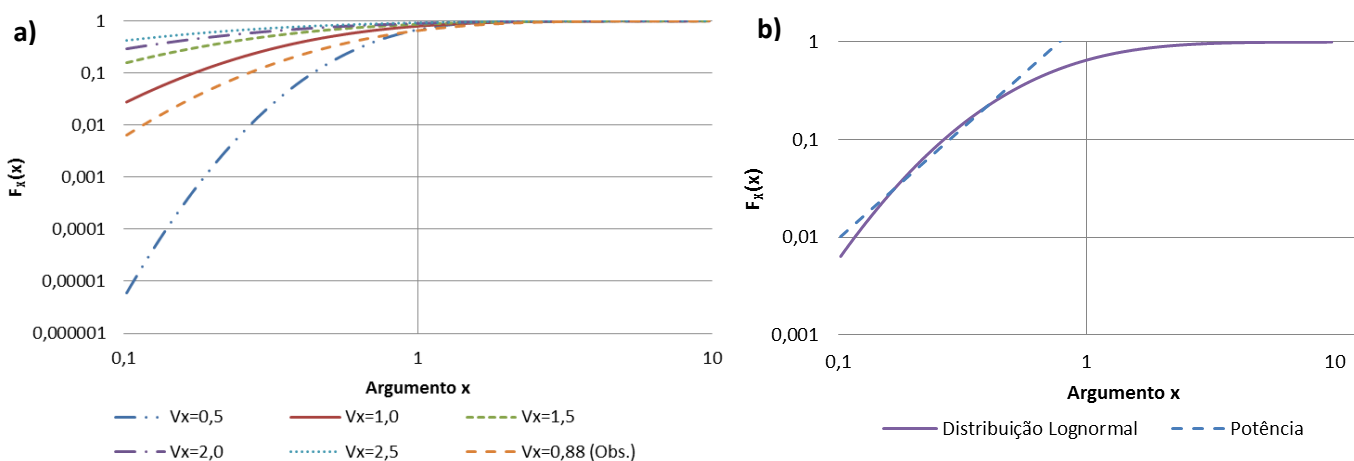 a)
1
0,1
0,01
0,001
0,0001
0,00001
0,000001
Fₓ(x)
0,1 1 10
Argumento x
Vx=0,5 Vx=1,0 Vx=1,5
Vx=2,0 Vx=2,5 Vx=0,88 (Obs.)
b)
1
0,1
0,01
0,001
Fₓ(x)
0,1 1 10
Argumento x
Distribuição Lognormal Potência